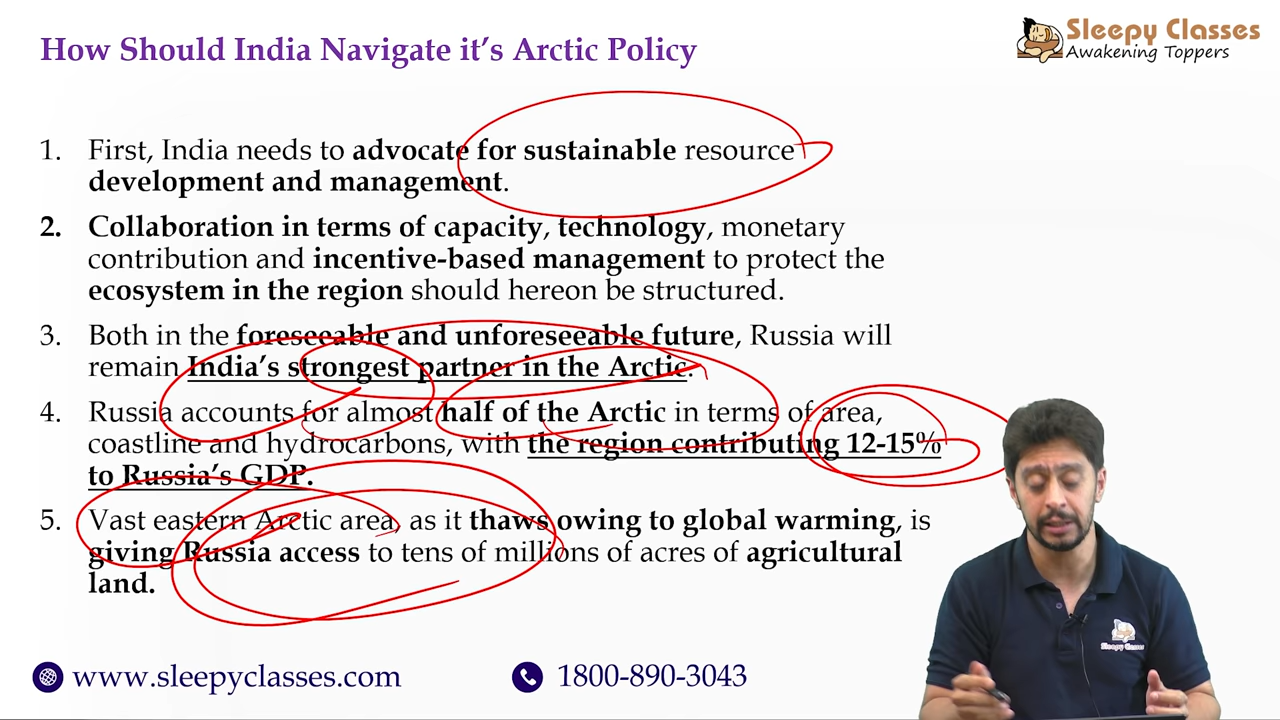 How Should India Navigate it's Arctic Policy
Sleepy Classes
Awakening Toppers
1. First, India needs to advocate for sustainable resource
development and management.
2. Collaboration in terms of capacity, technology, monetary
contribution and incentive-based management to protect the
ecosystem in the region should hereon be structured.
3. Both in the foreseeable and unforeseeable future, Russia will
remain India's strongest partner in the Arctic.
4. Russia accounts for almost half of the Arctic in terms of area,
coastline and hydrocarbons, with the region contributing 12-15%
to Russia's GDP.
5. Vast eastern Arctic area, as it thaws owing to global warming, is
giving Russia access to tens of millions of acres of agricultural
land.
Sleepy Classes
www.sleepyclasses.com
1800-890-3043